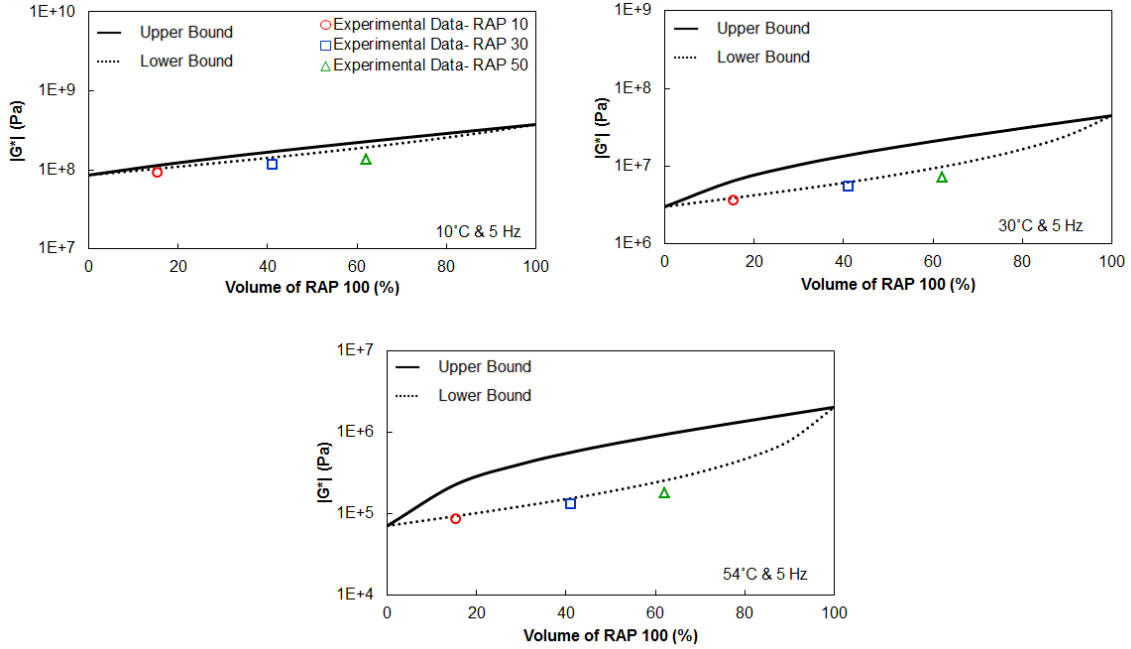 1E+10
1E+9
1E+8
1E+7
|G*| (Pa)
Upper Bound
Lower Bound
Experimental Data- RAP 10
Experimental Data- RAP 30
Experimental Data- RAP 50
10˚C & 5 Hz
0 20 40 60 80 100
Volume of RAP 100 (%)
1E+9
1E+8
1E+7
1E+6
|G*| (Pa)
Upper Bound
Lower Bound
30˚C & 5 Hz
0 20 40 60 80 100
Volume of RAP 100 (%)
1E+7
1E+6
1E+5
1E+4
|G*| (Pa)
Upper Bound
Lower Bound
54˚C & 5 Hz
0 20 40 60 80 100
Volume of RAP 100 (%)